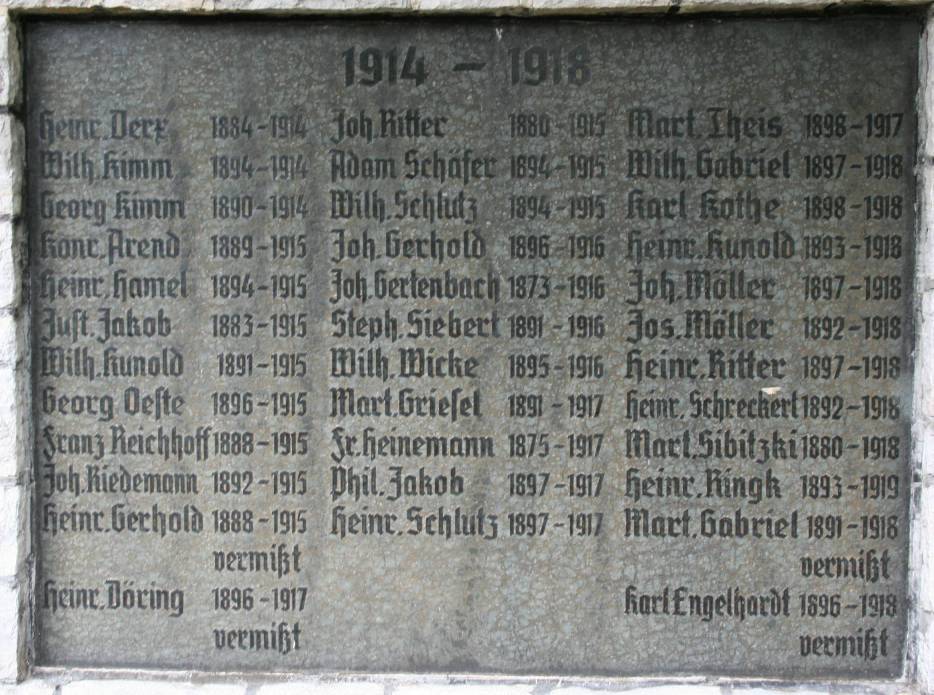 1914 - 1918
Heinr. Derx 1884-1914
Wilh. Kimm 1894-1914
Georg Kimm 1890-1914
Konr. Arend 1889-1915
Heinr. Hamel 1894-1915
Just. Jakob 1883-1915
Wilh. Kunold 1891-1915
Georg Oeste 1896-1915
Franz Reichhoff 1888-1915
Joh. Riedemann 1892-1915
Heinr. Gerhold 1888-1915
vermißt
Heinr. Döring 1896-1917
vermißt
Joh. Ritter 1880-1915
Adam Schäfer 1894-1915
Wilh. Schlutz 1894-1915
Joh. Gerhold 1896-1916
Joh. Gertenbach 1873-1916
Steph. Siebert 1891-1916
Wilh. Wicke 1895-1916
Mart. Griesel 1891-1917
Fr. Heinemann 1875-1917
Phil. Jakob 1897-1917
Heinr. Schlutz 1897-1917
Mart. Theis 1898-1917
Wilh. Gabriel 1897-1918
Karl Kothe 1898-1918
Heinr. Kunold 1893-1918
Joh. Möller 1897-1918
Jos. Möller 1892-1918
Heinr. Ritter 1897-1918
Heinr. Schreckert 1892-1918
Mart. Sibitzki 1880-1918
Heinr. Ringk 1893-1919
Mart. Gabriel 1891-1918
vermißt
Karl Engelhardt 1896-1918
vermißt